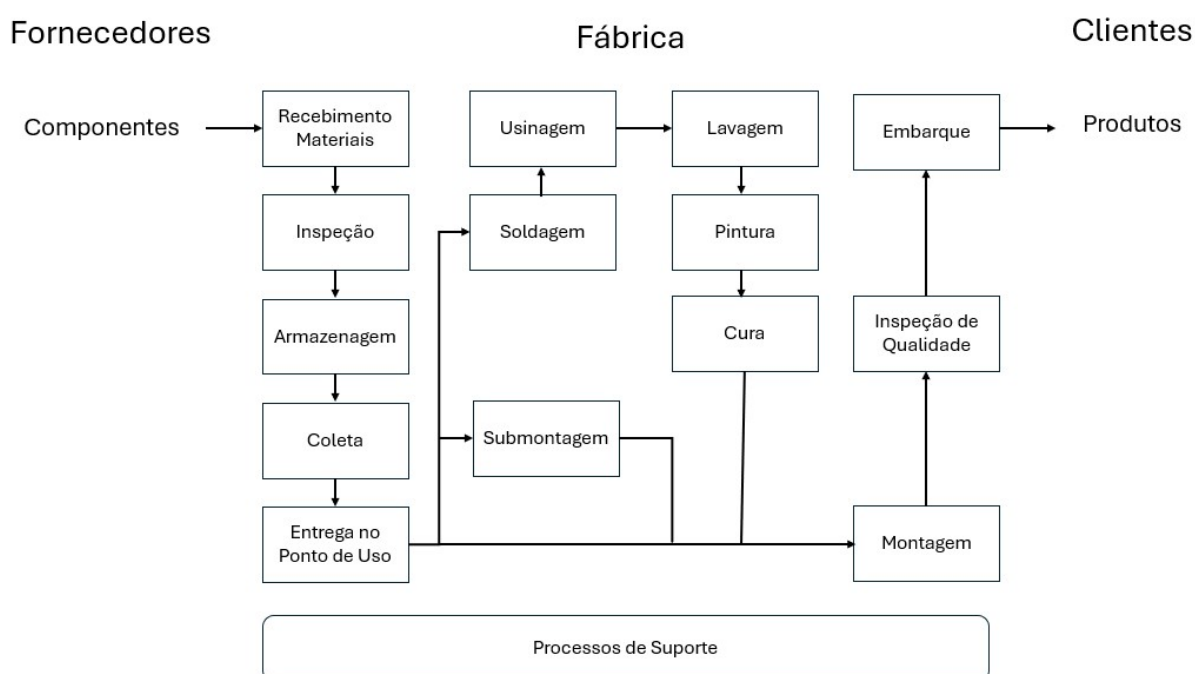 Fornecedores
Fábrica
Clientes
Componentes
Recebimento
Materiais
Inspeção
Armazenagem
Coleta
Entrega no
Ponto de Uso
Usinagem
Soldagem
Submontagem
Lavagem
Pintura
Cura
Embarque
Inspeção de
Qualidade
Montagem
Produtos
Processos de Suporte